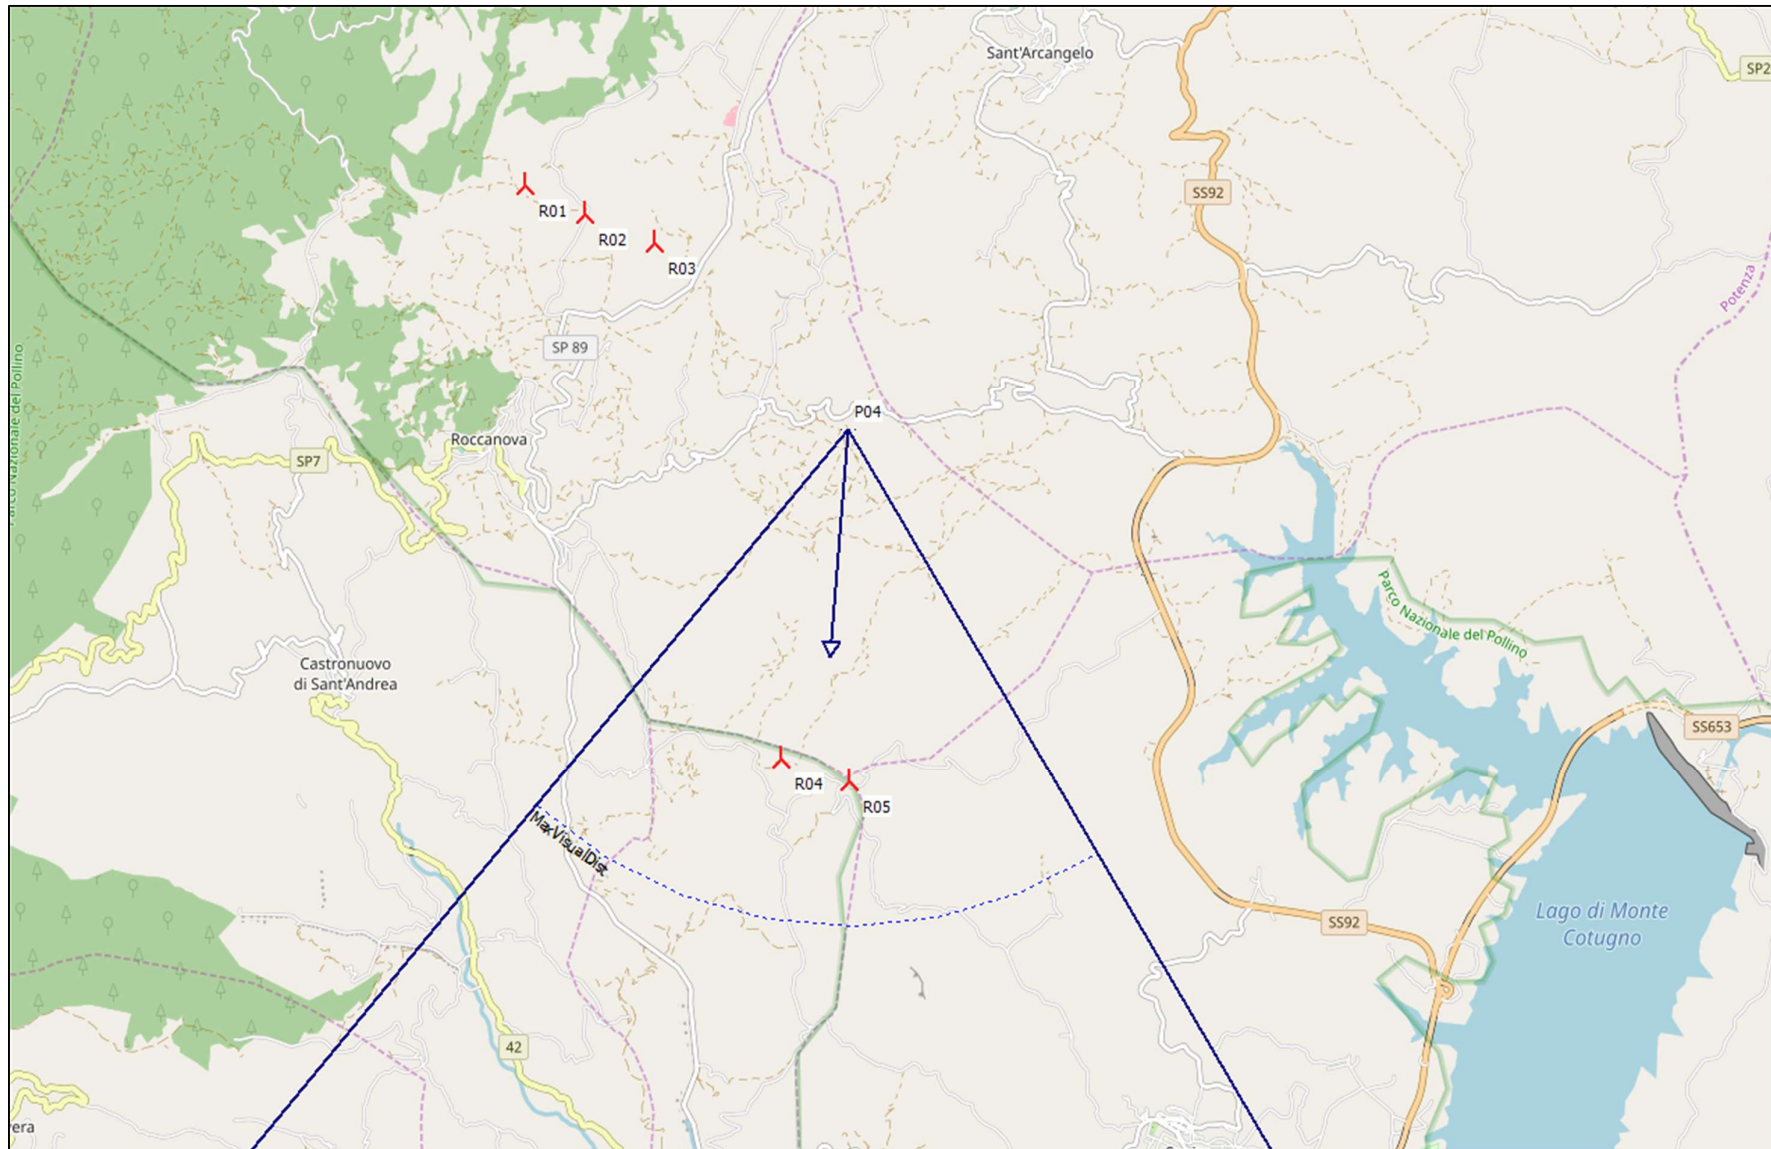 Sant'Arcangelo
SP2
SS92
R01
R02
R03
Potenza
SP 89
Parco Nazionale del Pollino
P04
Roccanova
SP7
Parco Nazionale del Pollino
Castronuovo
di Sant'Andrea
SS653
R04
R05
MaxVisualDist
Lago di Monte
Cotugno
SS92
42
vera